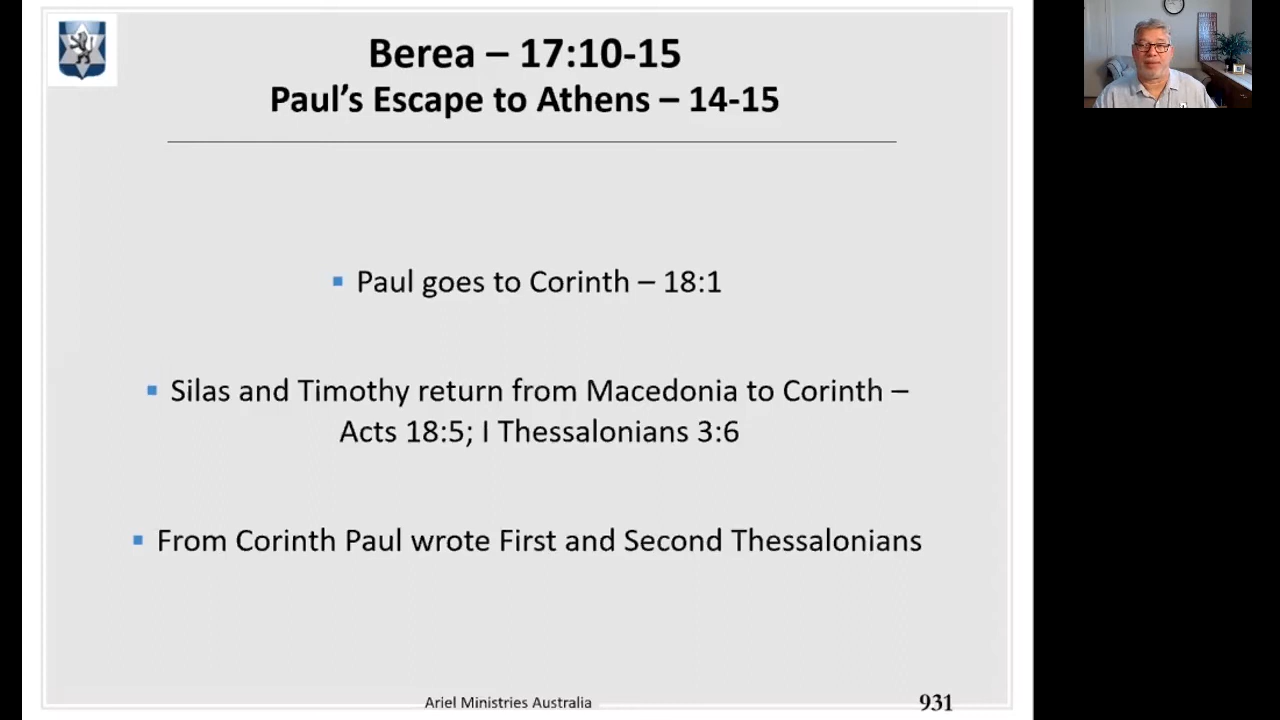 Berea – 17:10-15
Paul's Escape to Athens – 14-15
▪ Paul goes to Corinth – 18:1
▪ Silas and Timothy return from Macedonia to Corinth –
Acts 18:5; I Thessalonians 3:6
▪ From Corinth Paul wrote First and Second Thessalonians
Ariel Ministries Australia
931